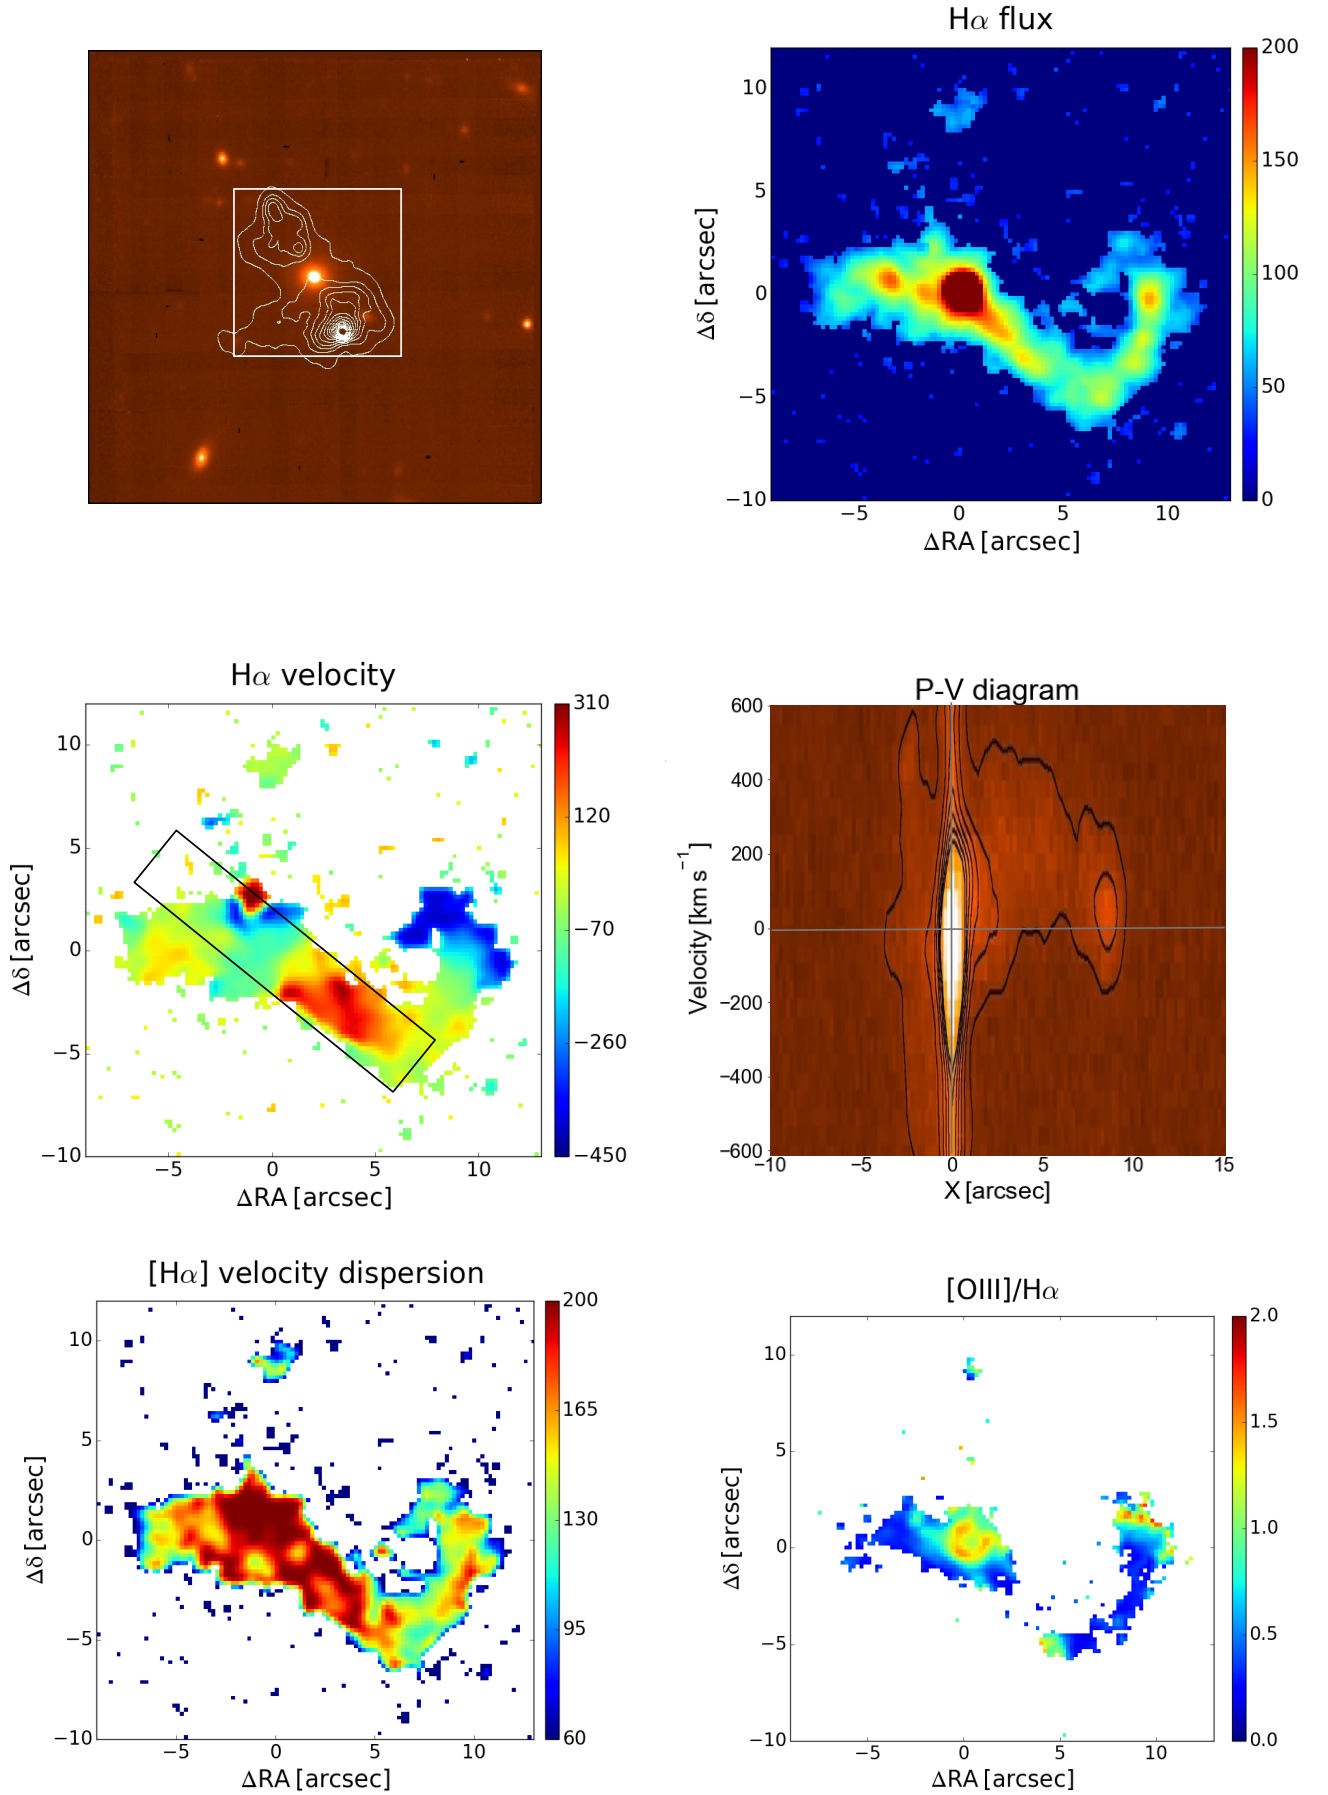 Hα flux
200
150
100
50
0
10
5
0
−5
−10
Δδ [arcsec]
−5 0 5 10
ΔRA [arcsec]
Hα velocity
310
120
−70
−260
−450
10
5
0
−5
−10
Δδ [arcsec]
−5 0 5 10
ΔRA [arcsec]
P-V diagram
600
400
200
0
−200
−400
−600
Velocity [km s−1]
−10 −5 0 5 10 15
X [arcsec]
[Hα] velocity dispersion
200
165
130
95
60
10
5
0
−5
−10
Δδ [arcsec]
−5 0 5 10
ΔRA [arcsec]
[OIII]/Hα
2.0
1.5
1.0
0.5
0.0
10
5
0
−5
−10
Δδ [arcsec]
−5 0 5 10
ΔRA [arcsec]